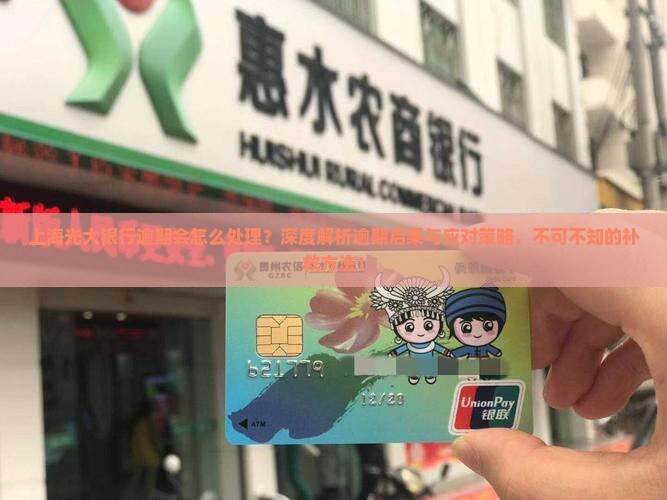 惠水农商银行
HUISHUI RURAL COMMERCIAL
上海光大银行逾期会怎么处理？深度解析逾期后果与应对策略，不可不知的补
救方法！
贵州农信
GZRC
621779
12/20
ATM
UnionPay
银联